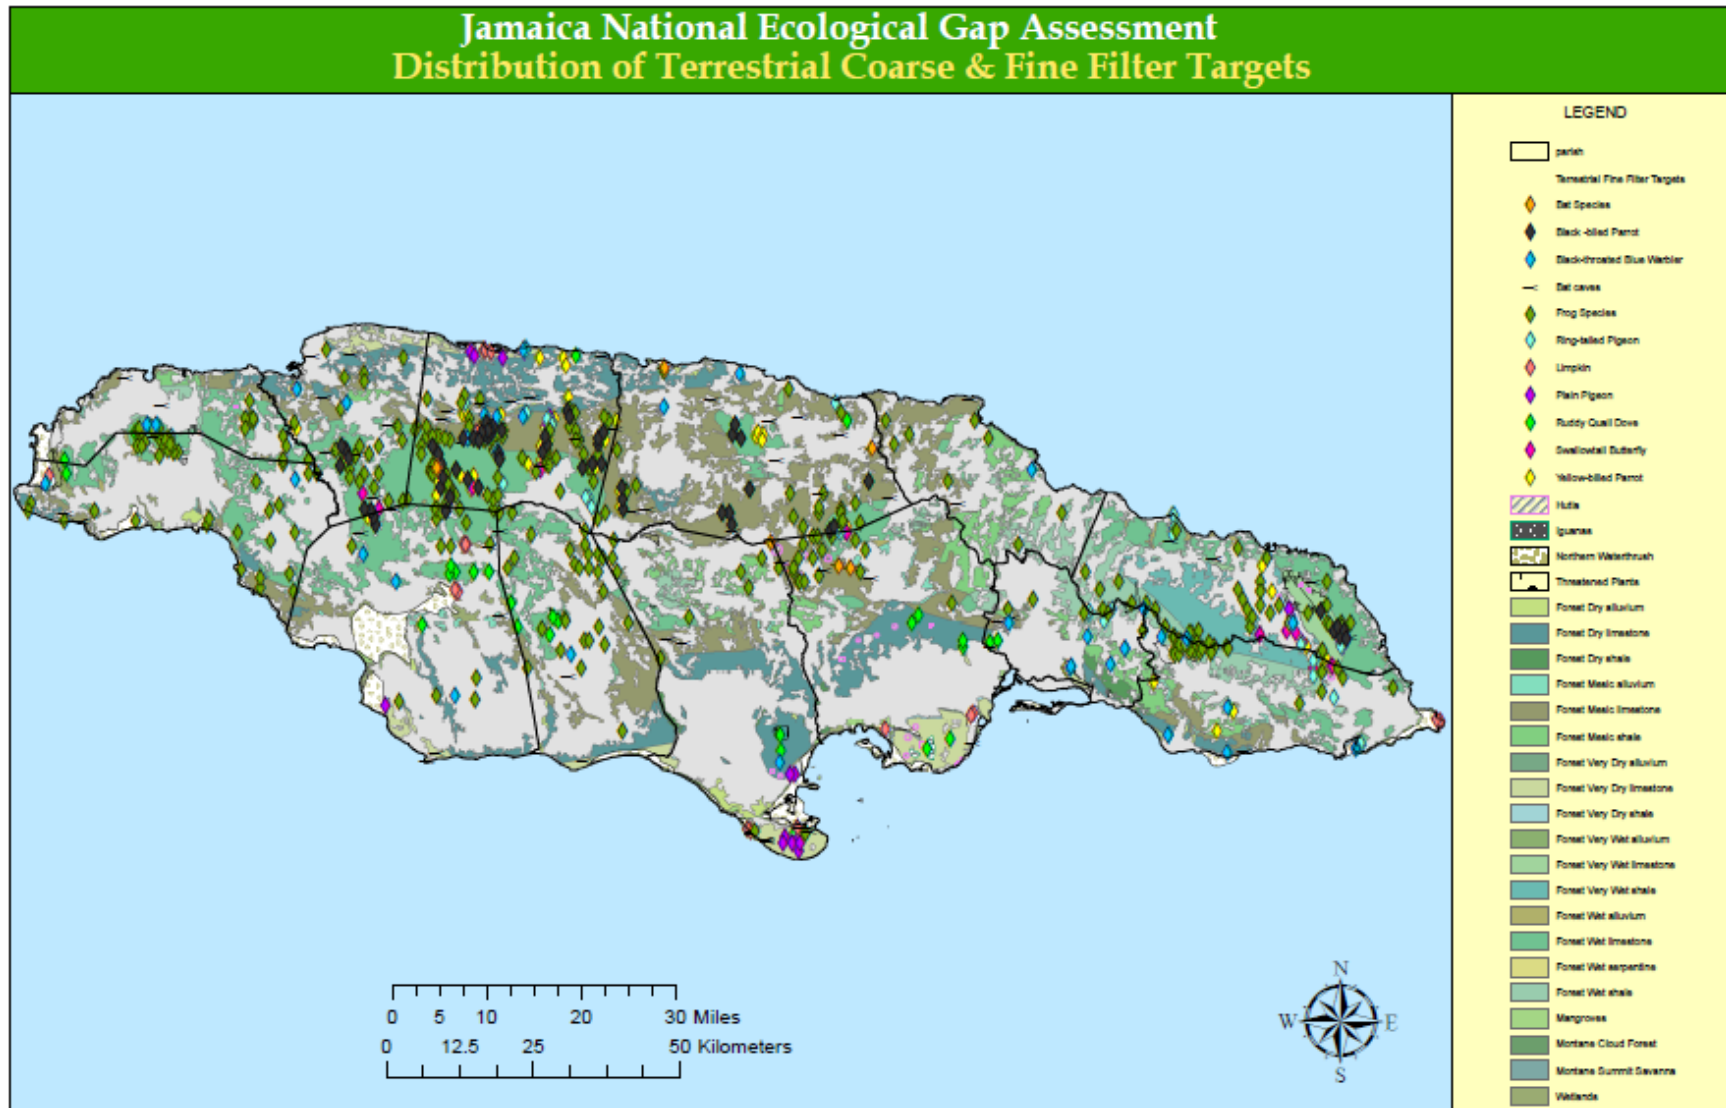 Jamaica National Ecological Gap Assessment
Distribution of Terrestrial Coarse & Fine Filter Targets
LEGEND
parish
Terrestrial Fine Filter Targets
Bat Species
Black -billed Parrot
Black-throated Blue Warbler
Bat caves
Frog Species
Ring-tailed Pigeon
Limpkin
Plain Pigeon
Ruddy Quail Dove
Swallowtail Butterfly
Yellow-billed Parrot
Hutia
Iguanas
Northern Waterthrush
Threatened Plants
Forest Dry alluvium
Forest Dry limestone
Forest Dry shale
Forest Mesic alluvium
Forest Mesic limestone
Forest Mesic shale
Forest Very Dry alluvium
Forest Very Dry limestone
Forest Very Dry shale
Forest Very Wet alluvium
Forest Very Wet limestone
Forest Very Wet shale
Forest Wet alluvium
Forest Wet limestone
Forest Wet serpentine
Forest Wet shale
Mangroves
Montane Cloud Forest
Montane Summit Savanna
Wetlands
0 5 10 20 30 Miles
0 12.5 25 50 Kilometers
N
W E
S